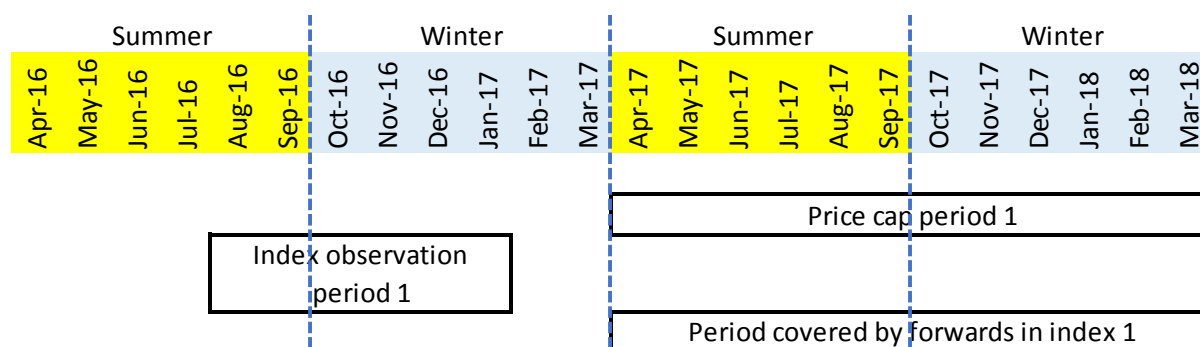 Summer Winter Summer Winter
Apr-16 May-16 Jun-16 Jul-16 Aug-16 Sep-16 Oct-16 Nov-16 Dec-16 Jan-17 Feb-17 Mar-17 Apr-17 May-17 Jun-17 Jul-17 Aug-17 Sep-17 Oct-17 Nov-17 Dec-17 Jan-18 Feb-18 Mar-18
Price cap period 1
Index observation
period 1
Period covered by forwards in index 1